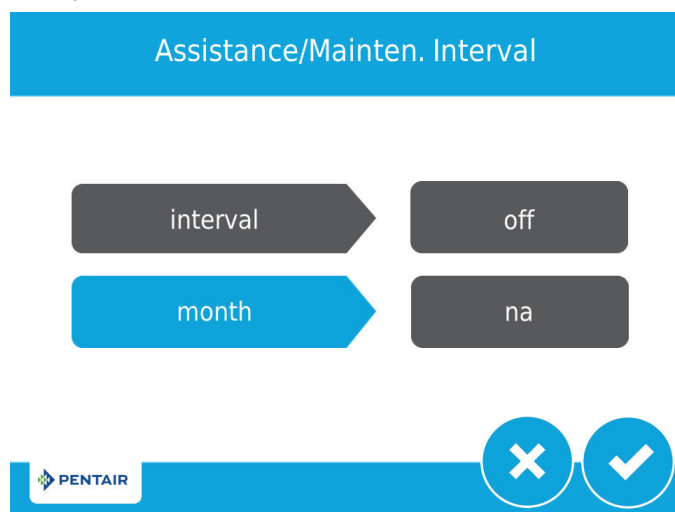 Assistance/Mainten. Interval
interval
off
month
na
PENTAIR